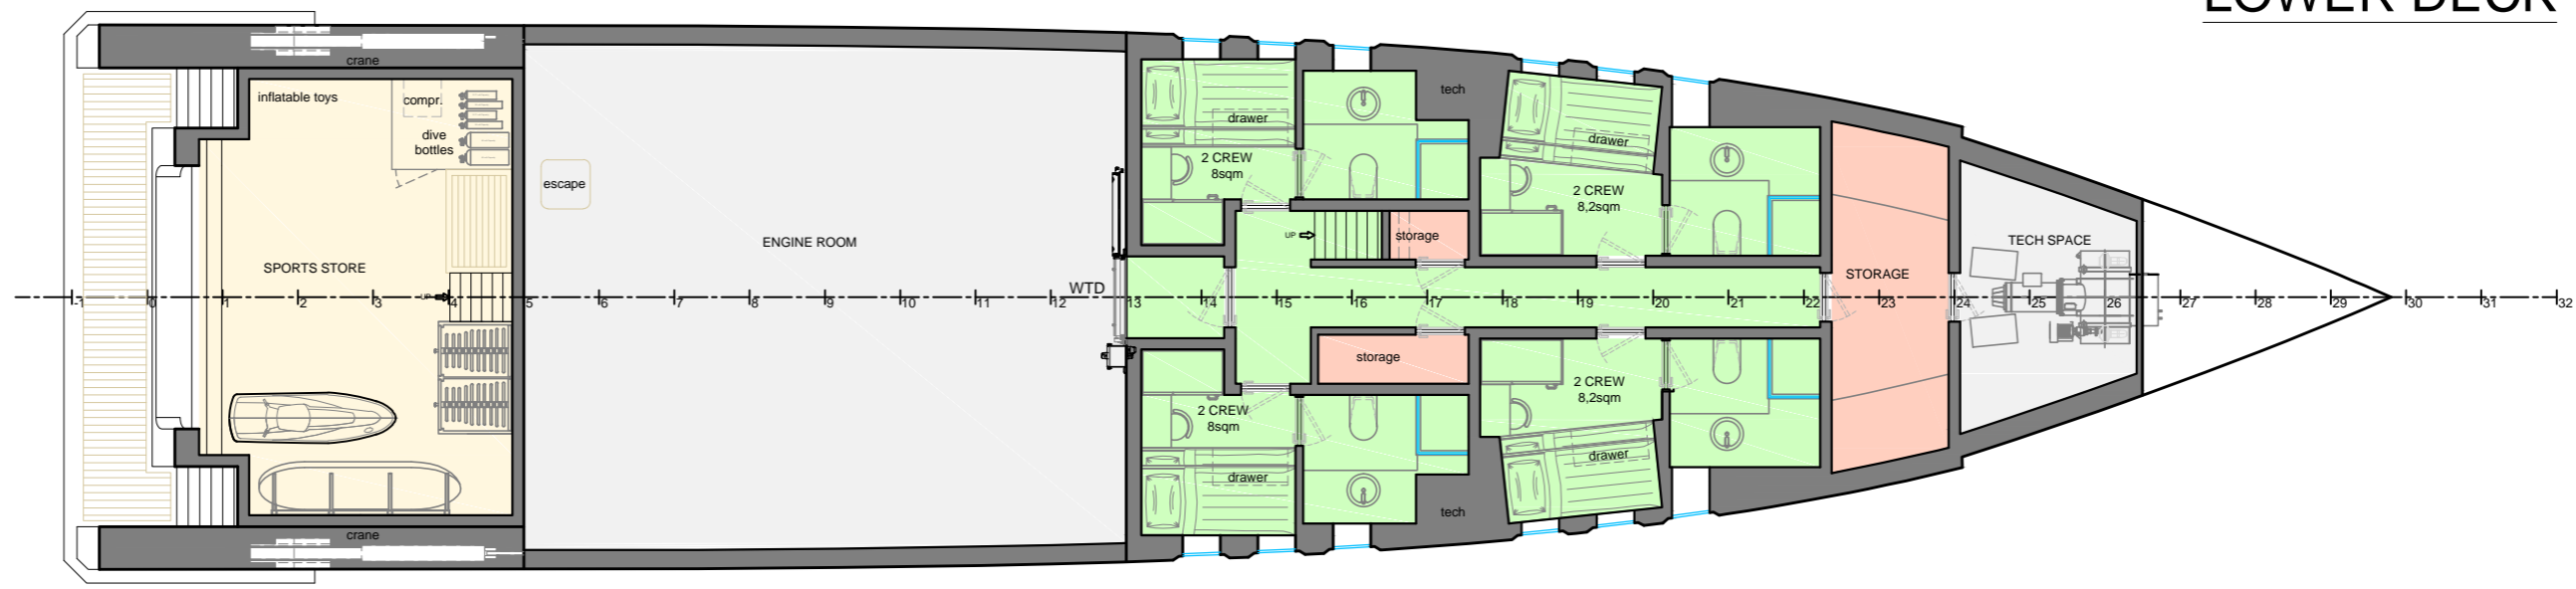 LOWER DECK
crane
inflatable toys
compr.
dive
bottles
escape
SPORTS STORE
UP
ENGINE ROOM
WTD
drawer
2 CREW
8sqm
tech
drawer
2 CREW
8,2sqm
UP
storage
STORAGE
TECH SPACE
-1 0 1 2 3 4 5 6 7 8 9 10 11 12 13 14 15 16 17 18 19 20 21 22 23 24 25 26 27 28 29 30 31 32
storage
2 CREW
8sqm
drawer
2 CREW
8,2sqm
drawer
tech
crane